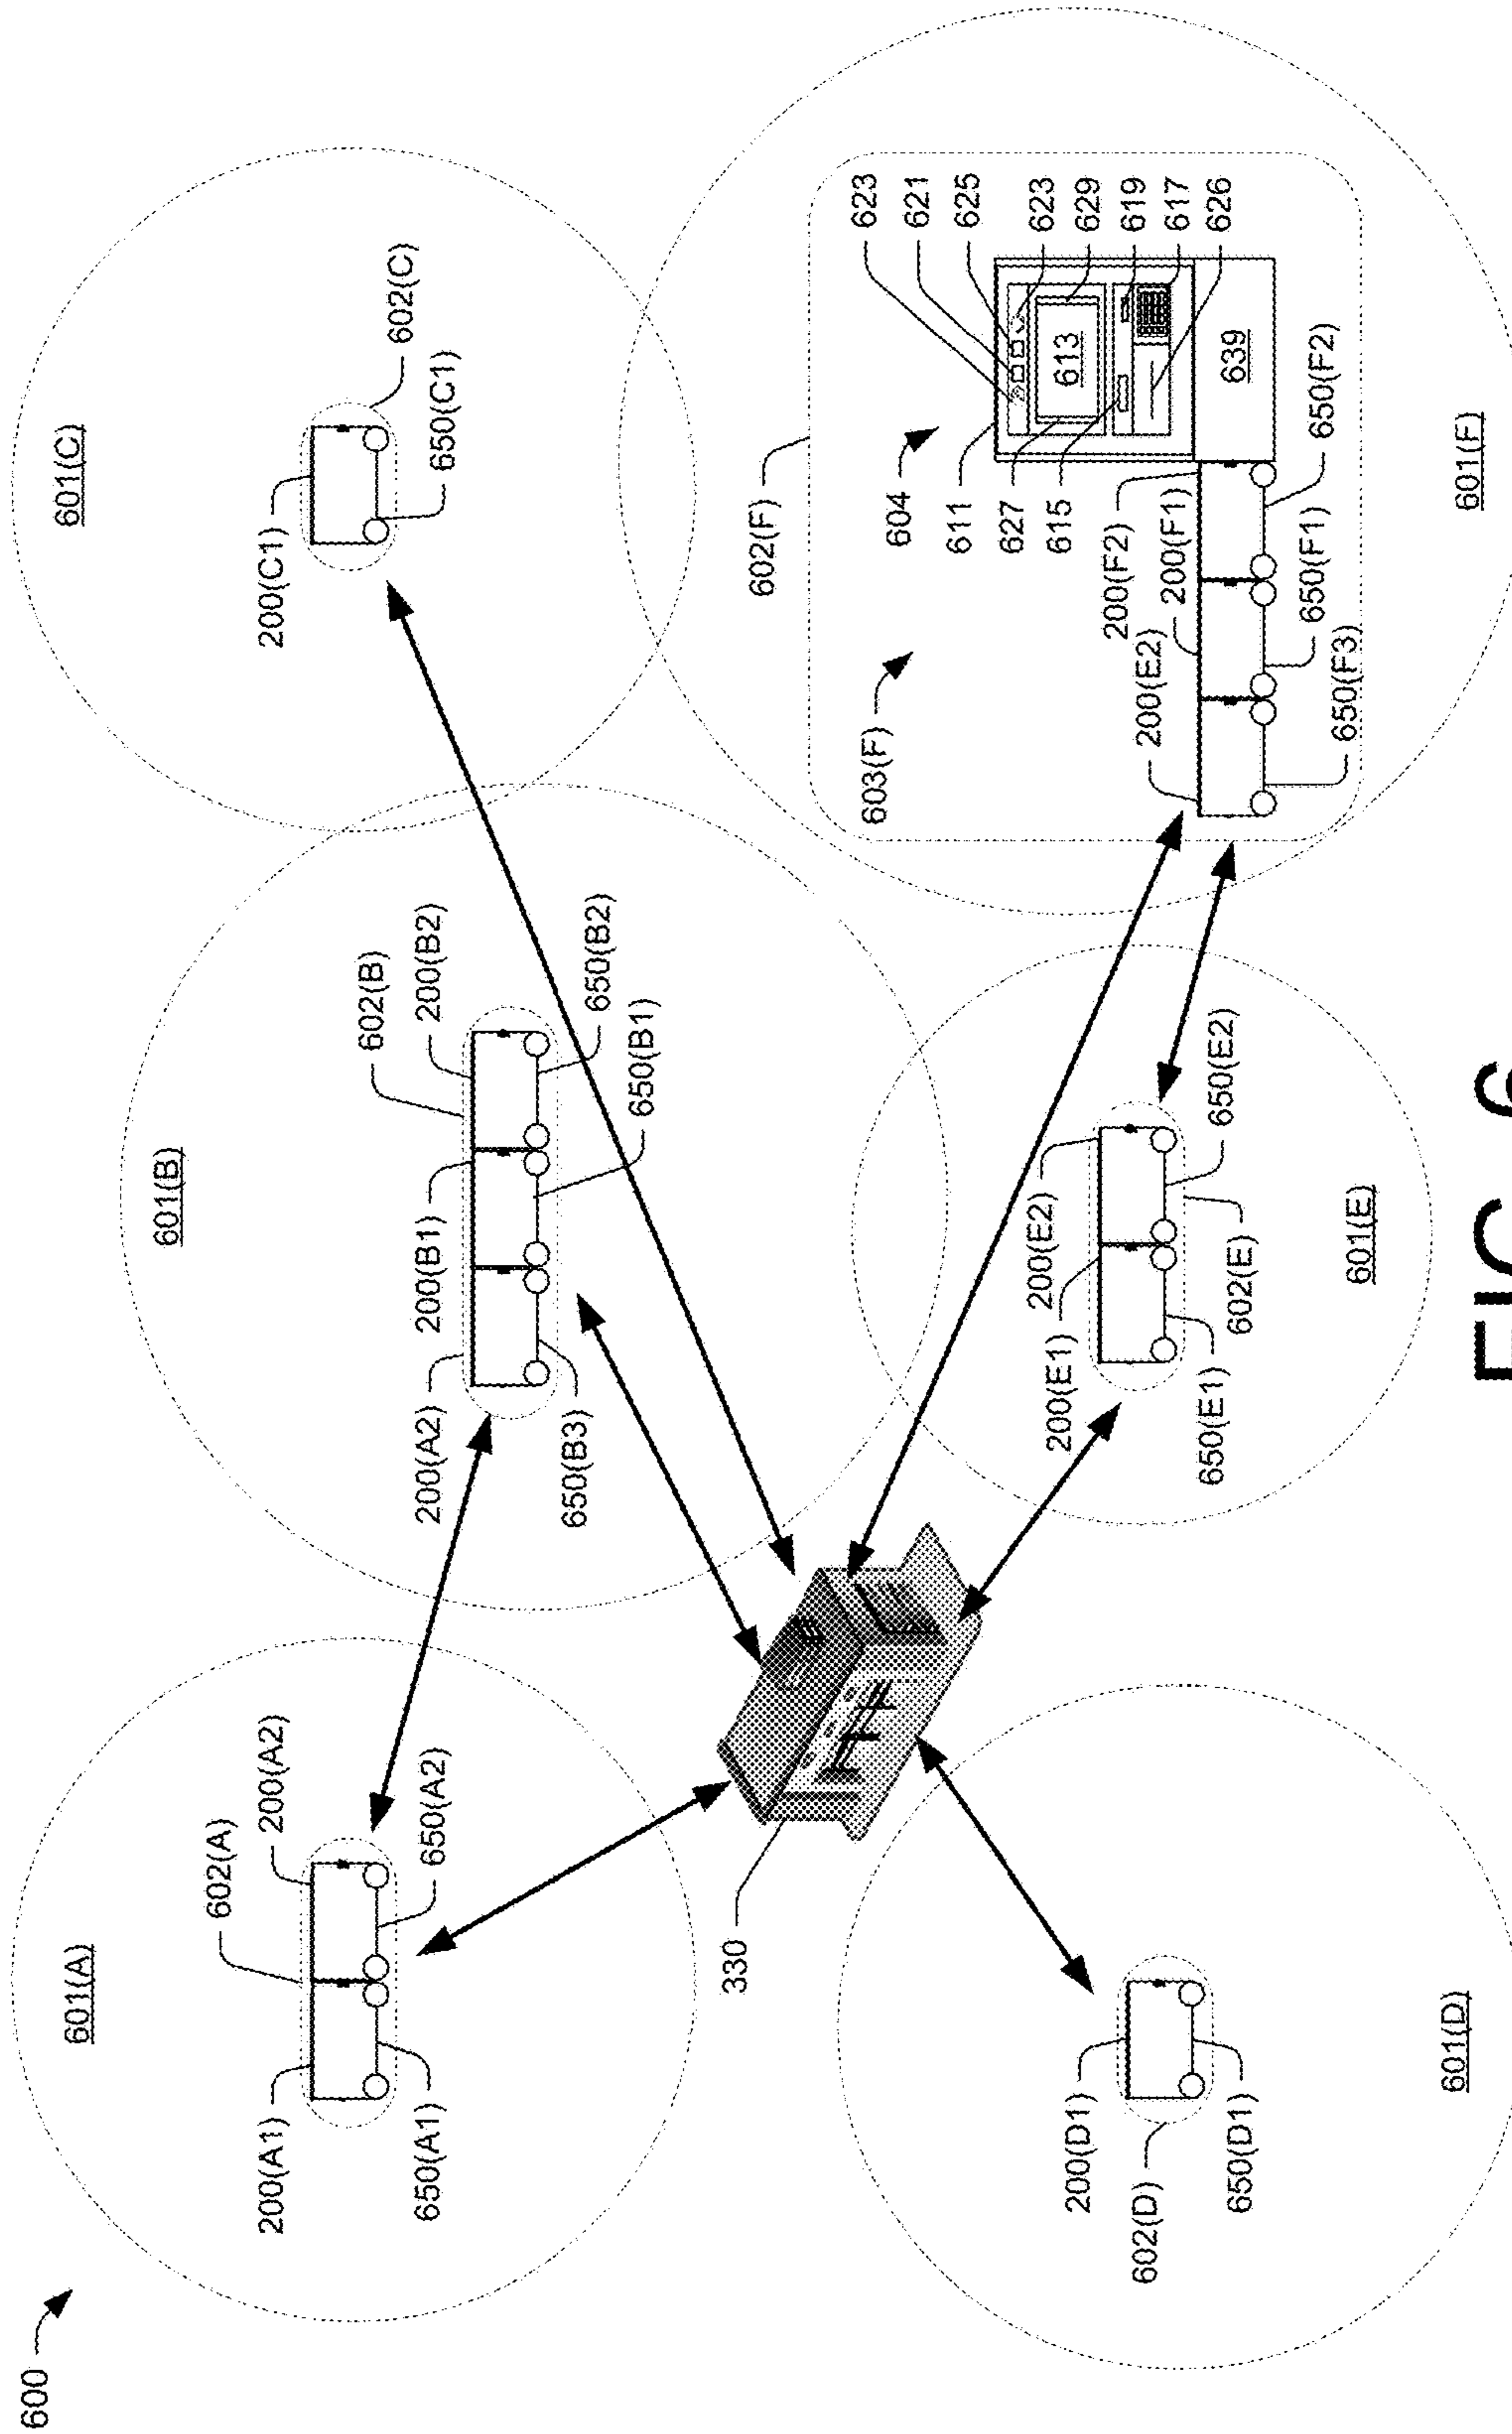 600
601(A)
602(A)
200(A1)
200(A2)
650(A1)
650(A2)
601(B)
602(B)
200(A2)
200(B1)
200(B2)
650(B3)
650(B1)
650(B2)
601(C)
200(C1)
602(C)
650(C1)
330
200(D1)
602(D)
650(D1)
601(D)
200(E1)
200(E2)
650(E1)
602(E)
650(E2)
601(E)
602(F)
603(F)
604
611
627
615
623
621
625
623
629
619
617
626
613
639
200(E2)
200(F2)
200(F1)
650(F3)
650(F1)
650(F2)
601(F)
FIG. 6